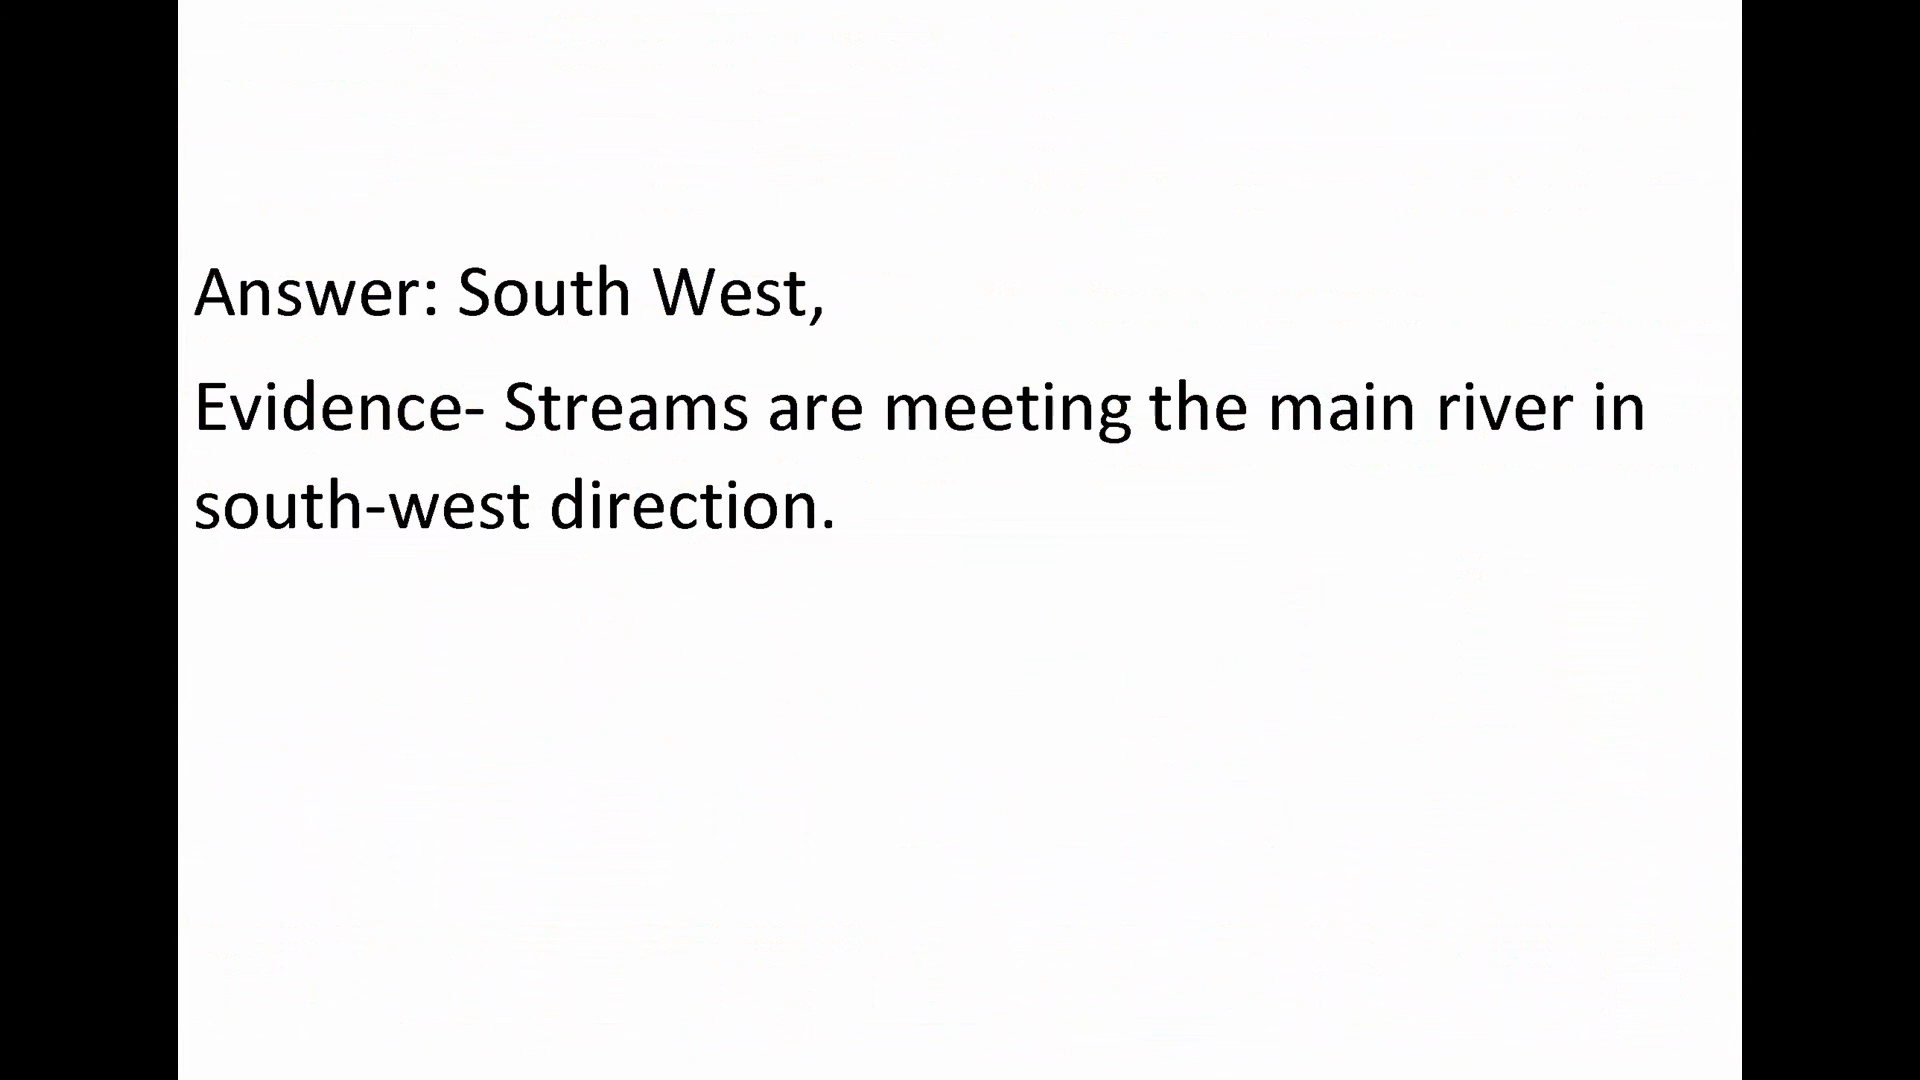 Answer: South West,
Evidence- Streams are meeting the main river in
south-west direction.